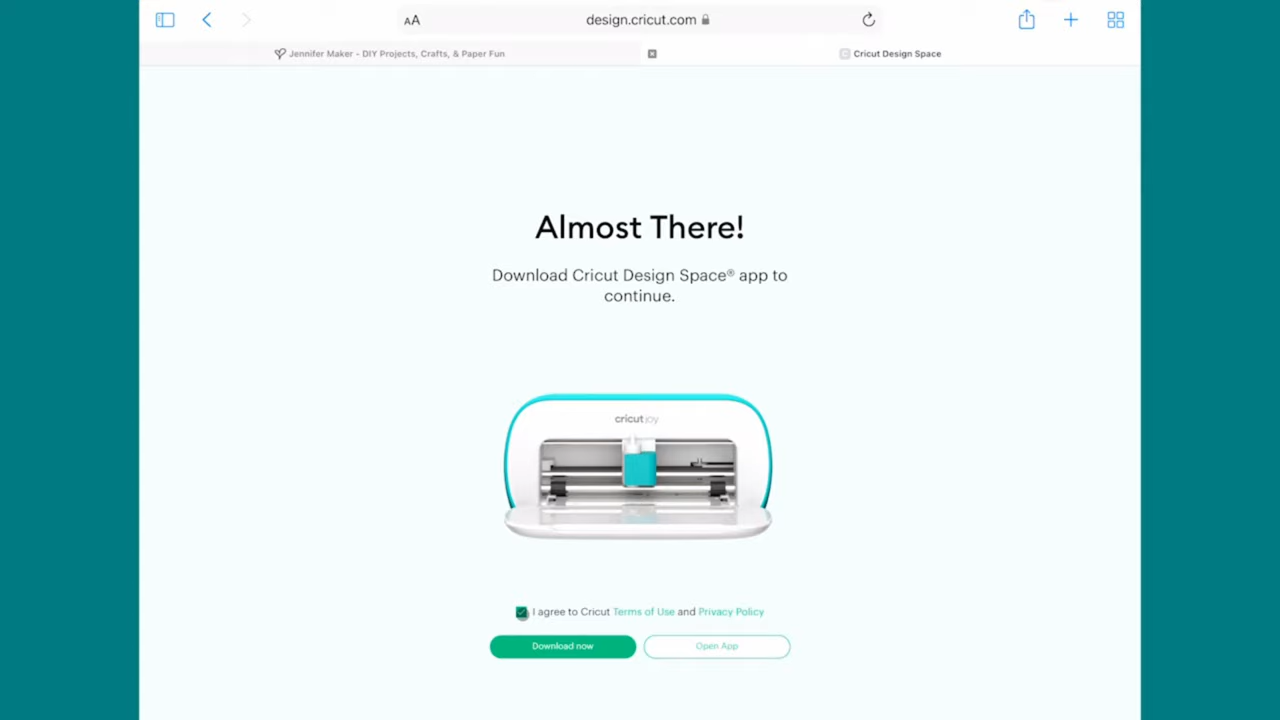 AA
design.cricut.com
Jennifer Maker - DIY Projects, Crafts, & Paper Fun
Cricut Design Space
Almost There!
Download Cricut Design Space® app to
continue.
cricut joy
I agree to Cricut Terms of Use and Privacy Policy
Download now
Open App